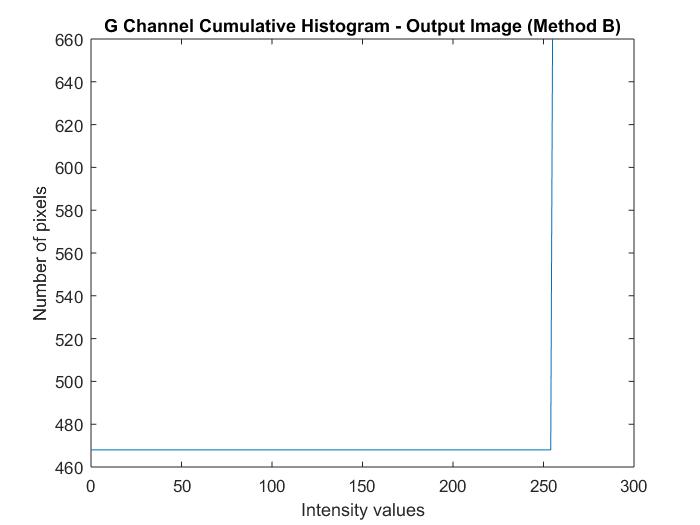 G Channel Cumulative Histogram - Output Image (Method B)
660
640
620
600
580
560
540
520
500
480
460
Number of pixels
0 50 100 150 200 250 300
Intensity values